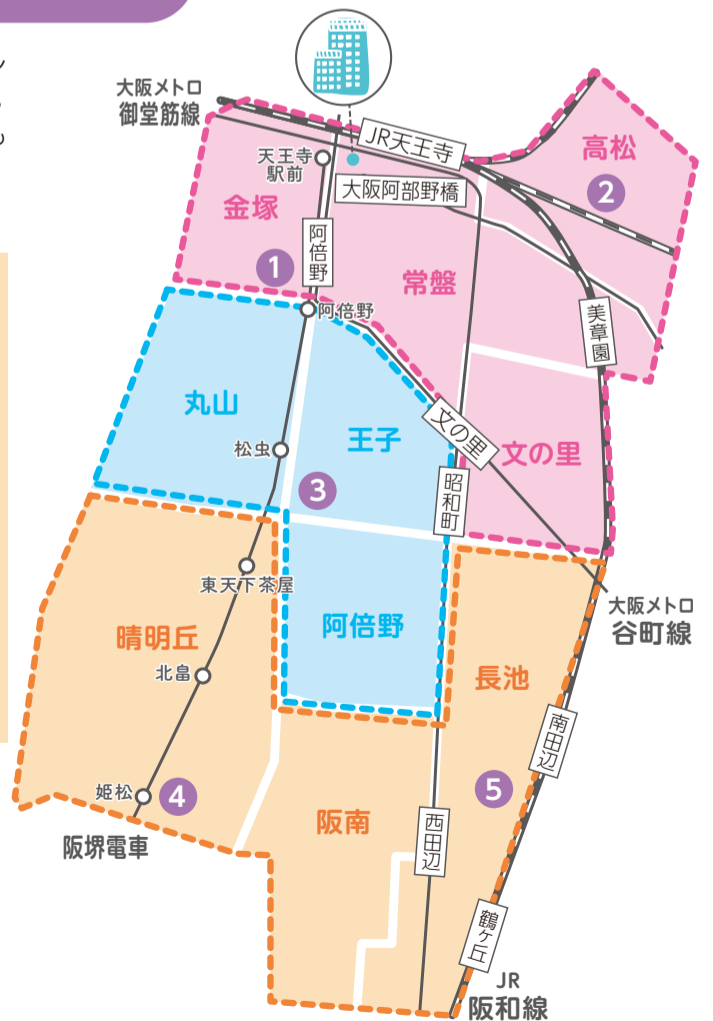 大阪メトロ
御堂筋線
JR天王寺
天王寺
駅前
大阪阿部野橋
高松
2
金塚
阿倍野
1
常盤
阿倍野
美章園
丸山
王子
文の里
文の里
松虫
3
昭和町
東天下茶屋
大阪メトロ
谷町線
晴明丘
阿倍野
北畠
長池
南田辺
姫松
4
5
阪南
西田辺
阪堺電車
鶴ヶ丘
JR
阪和線